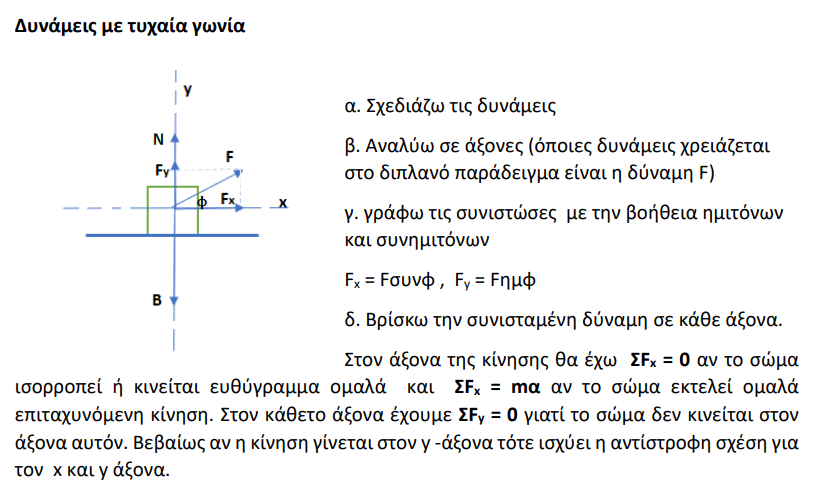 Δυνάμεις με τυχαία γωνία
y
N
Fy
F
φ
Fx
x
B
α. Σχεδιάζω τις δυνάμεις
β. Αναλύω σε άξονες (όποιες δυνάμεις χρειάζεται
στο διπλανό παράδειγμα είναι η δύναμη F)
γ. γράφω τις συνιστώσες με την βοήθεια ημιτόνων
και συνημιτόνων
Fx = Fσυνφ , Fy = Fημφ
δ. Βρίσκω την συνισταμένη δύναμη σε κάθε άξονα.
Στον άξονα της κίνησης θα έχω ΣFx = 0 αν το σώμα
ισορροπεί ή κινείται ευθύγραμμα ομαλά και ΣFx = mα αν το σώμα εκτελεί ομαλά
επιταχυνόμενη κίνηση. Στον κάθετο άξονα έχουμε ΣFy = 0 γιατί το σώμα δεν κινείται στον
άξονα αυτόν. Βεβαίως αν η κίνηση γίνεται στον y -άξονα τότε ισχύει η αντίστροφη σχέση για
τον x και y άξονα.